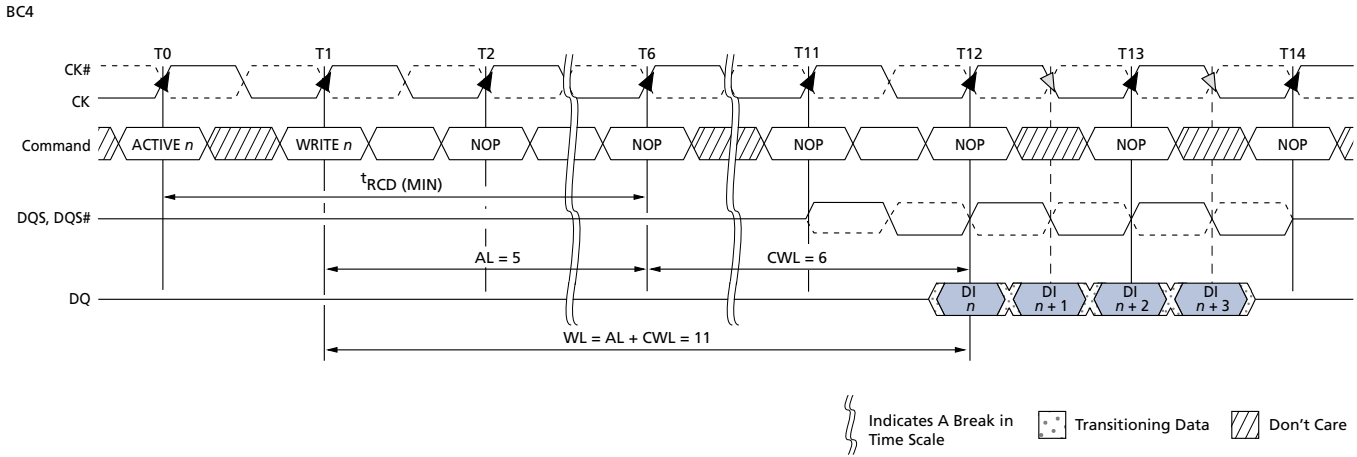 BC4
T0 T1 T2 T6 T11 T12 T13 T14
CK#
CK
Command ACTIVE n WRITE n NOP NOP NOP NOP NOP NOP
tRCD (MIN)
DQS, DQS#
AL = 5 CWL = 6
DQ DI n DI n + 1 DI n + 2 DI n + 3
WL = AL + CWL = 11
Indicates A Break in
Time Scale
Transitioning Data
Don't Care